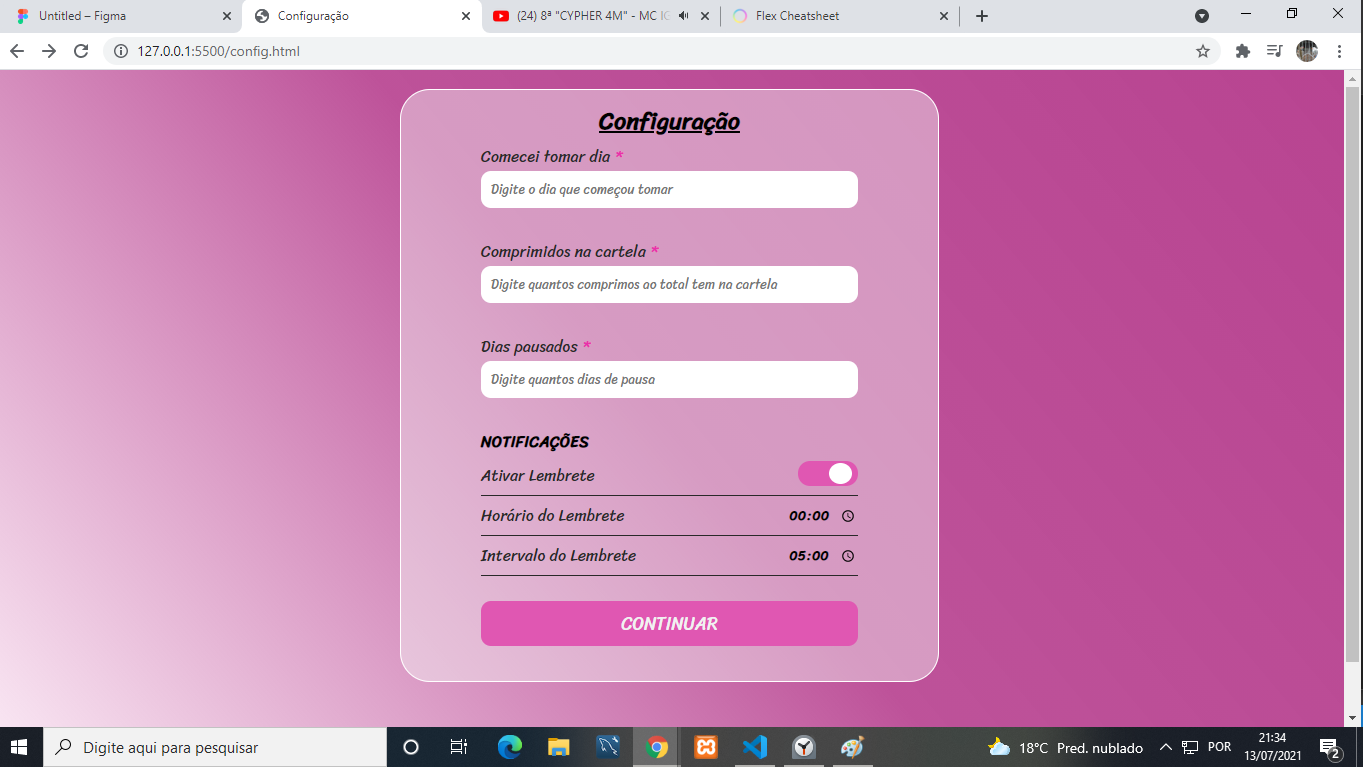 Untitled – Figma
Configuração
(24) 8ª "CYPHER 4M" - MC IG
Flex Cheatsheet
127.0.0.1:5500/config.html
Configuração
Comecei tomar dia *
Digite o dia que começou tomar
Comprimidos na cartela *
Digite quantos comprimos ao total tem na cartela
Dias pausados *
Digite quantos dias de pausa
NOTIFICAÇÕES
Ativar Lembrete
Horário do Lembrete 00:00
Intervalo do Lembrete 05:00
CONTINUAR
Digite aqui para pesquisar
18°C Pred. nublado
POR
21:34
13/07/2021
2